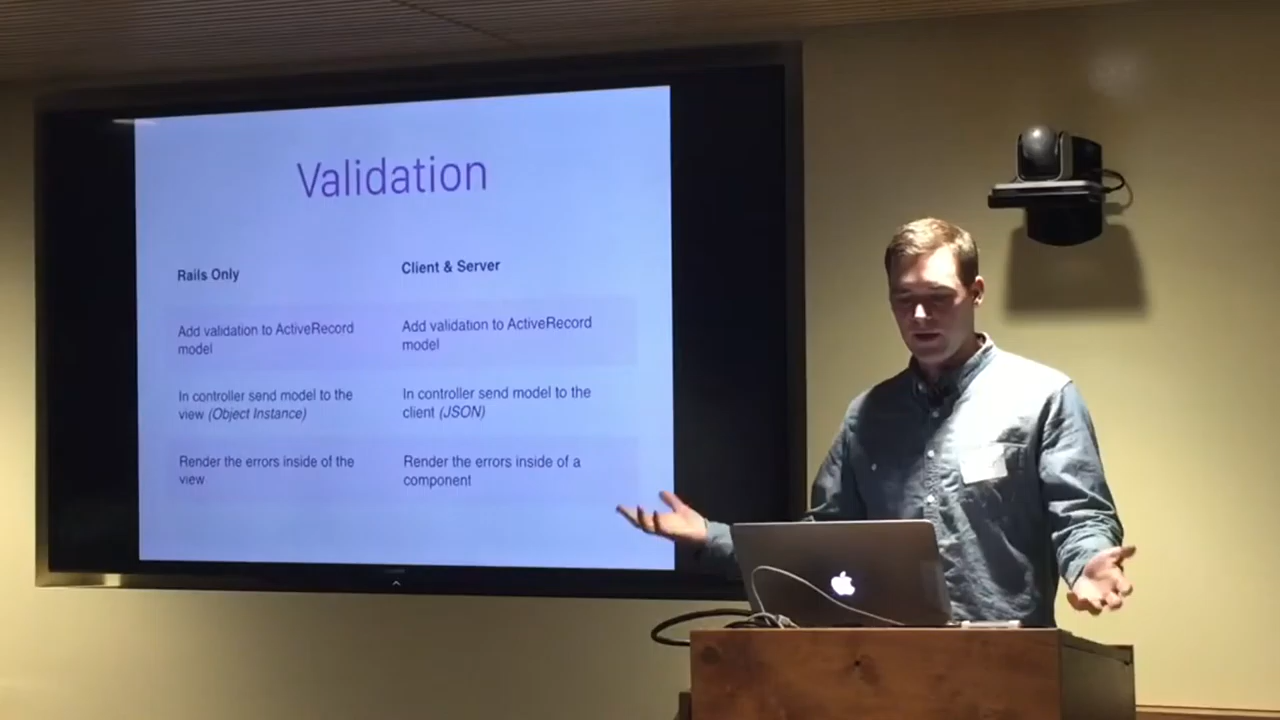 Validation
Rails Only
Client & Server
Add validation to ActiveRecord
model
Add validation to ActiveRecord
model
In controller send model to the
view (Object Instance)
In controller send model to the
client (JSON)
Render the errors inside of the
view
Render the errors inside of a
component